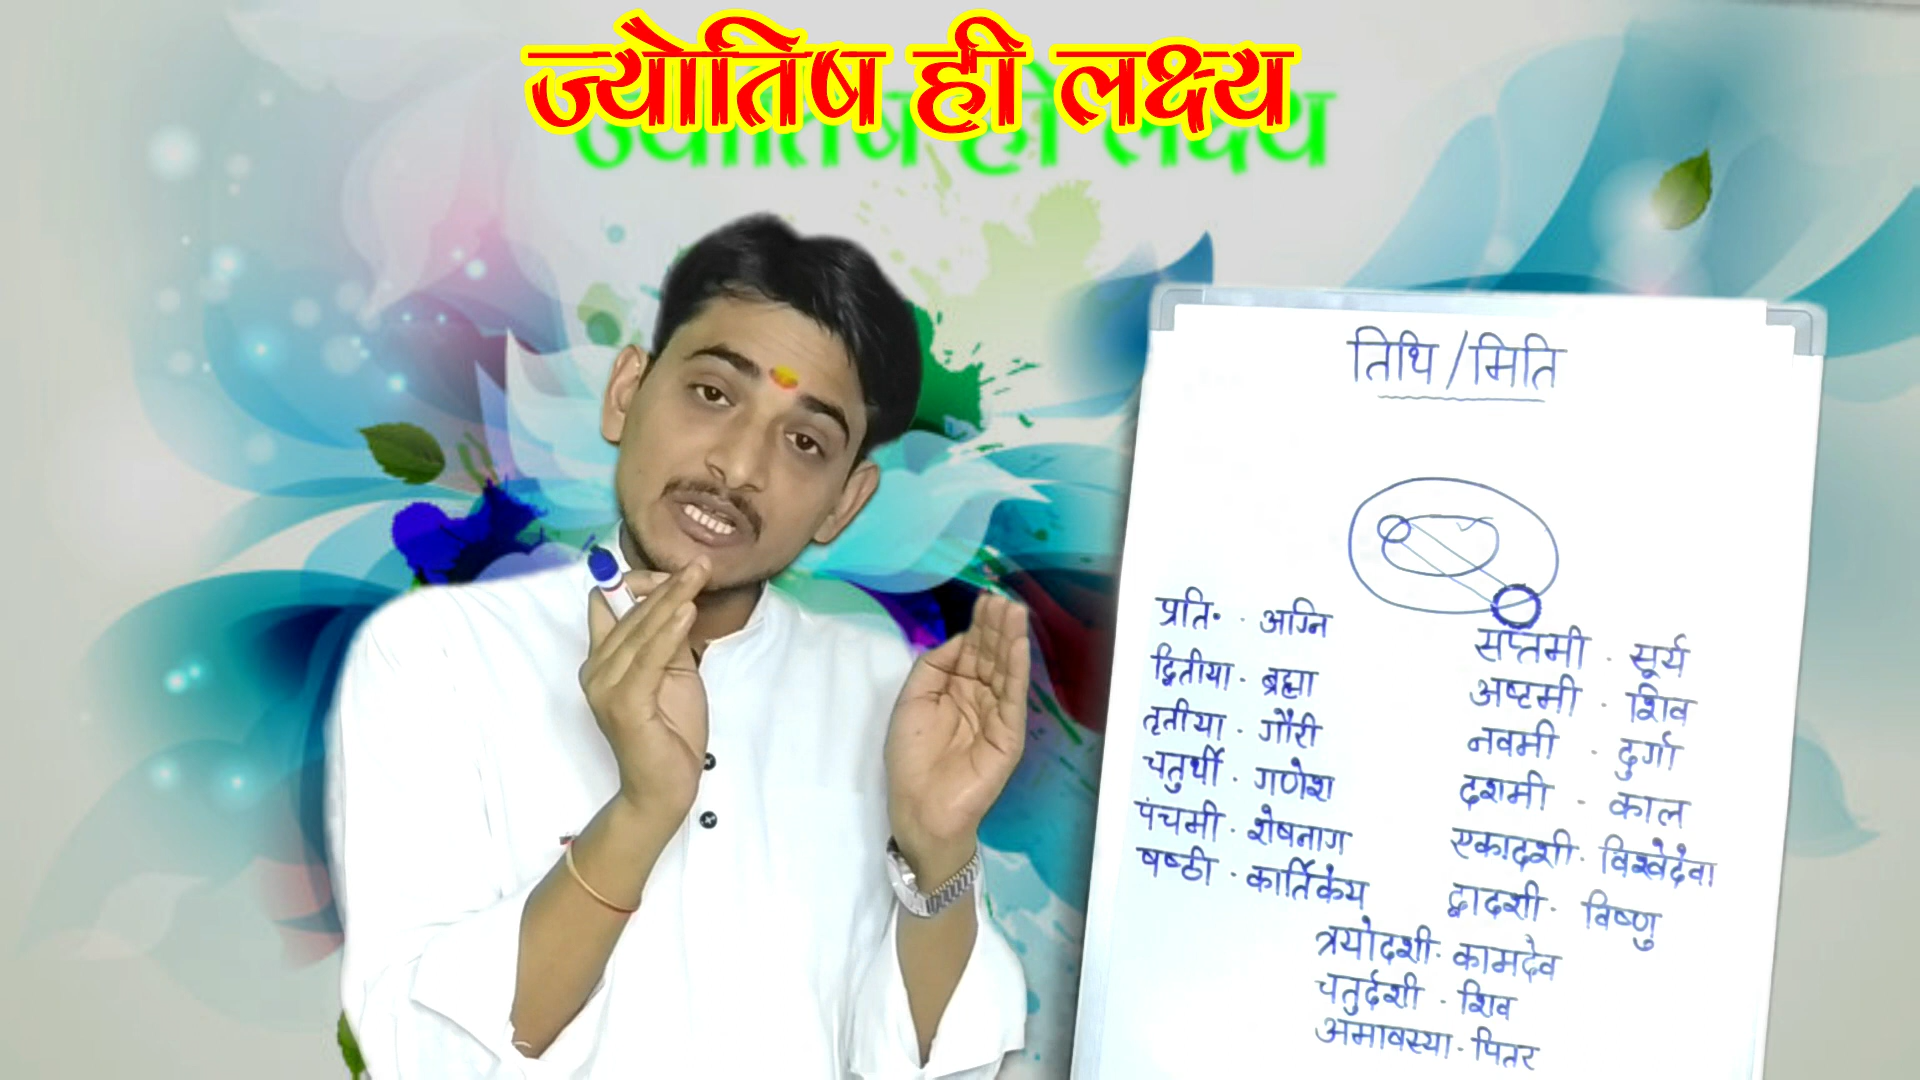 ज्योतिष ही लक्ष्य
तिथि / मिति
प्रति॰ · अग्नि
द्वितीया · ब्रह्मा
तृतीया · गौरी
चतुर्थी · गणेश
पंचमी · शेषनाग
षष्ठी · कार्तिकेय
सप्तमी · सूर्य
अष्टमी · शिव
नवमी · दुर्गा
दशमी - काल
एकादशी · विश्वेदेवा
द्वादशी · विष्णु
त्रयोदशी · कामदेव
चतुर्दशी · शिव
अमावस्या · पितर